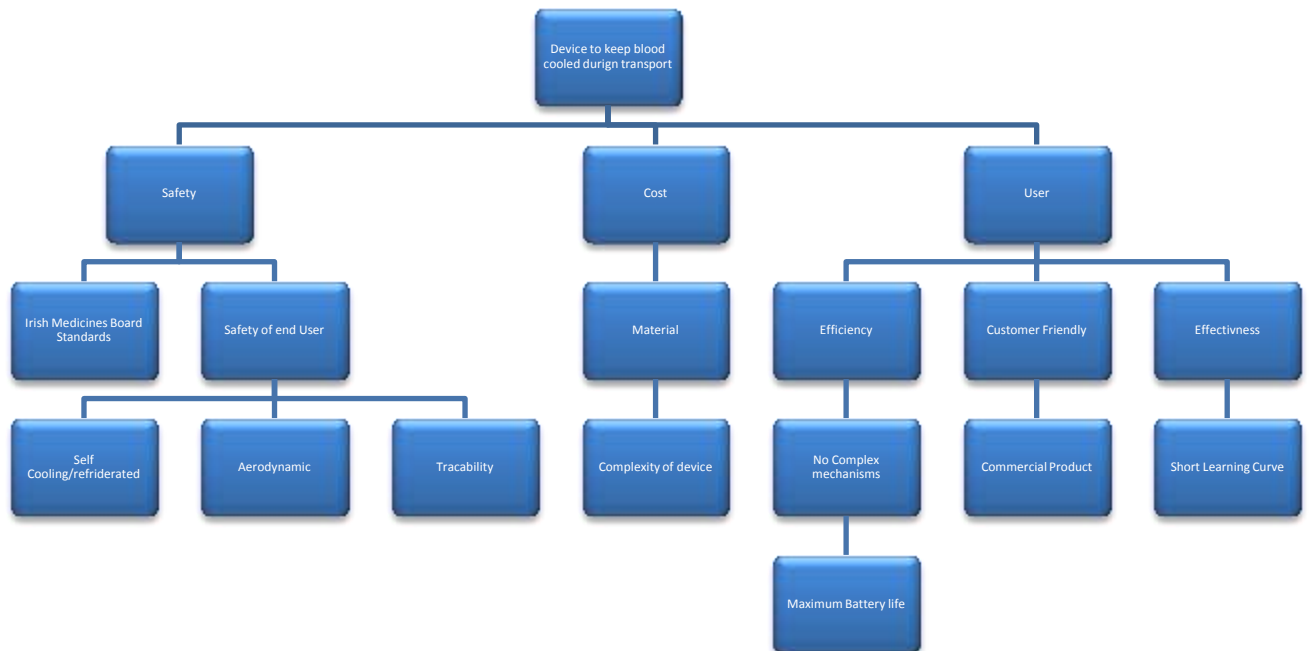 Device to keep blood
cooled durign transport
Safety
Cost
User
Irish Medicines Board
Standards
Safety of end User
Material
Efficiency
Customer Friendly
Effectivness
Self
Cooling/refriderated
Aerodynamic
Tracability
Complexity of device
No Complex
mechanisms
Commercial Product
Short Learning Curve
Maximum Battery life